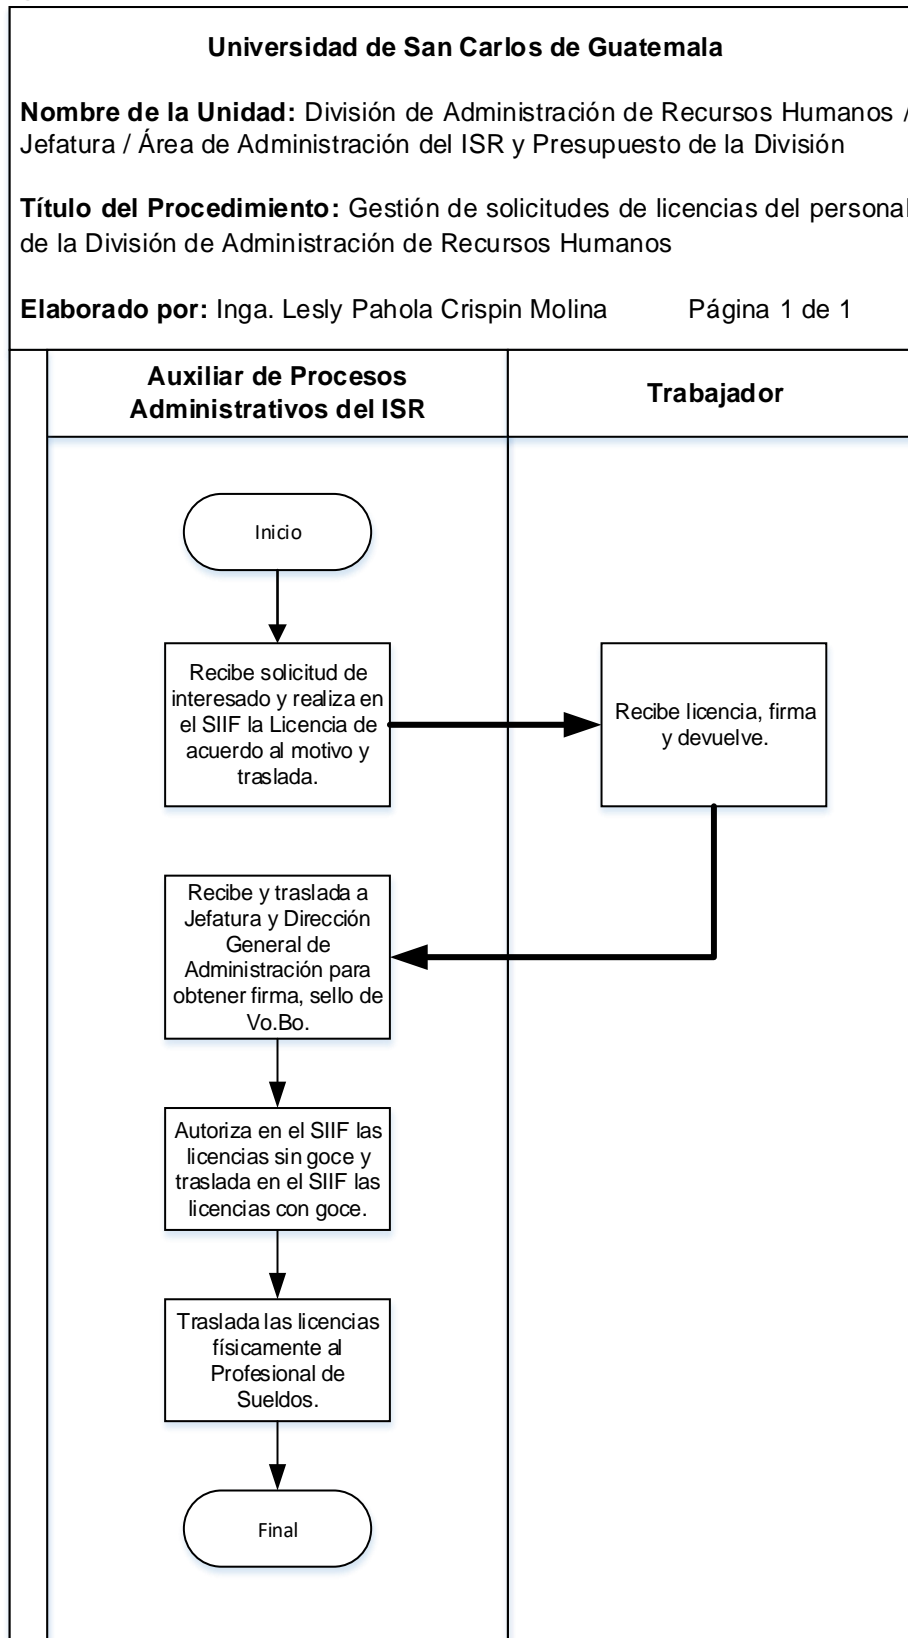 Universidad de San Carlos de Guatemala
Nombre de la Unidad: División de Administración de Recursos Humanos /
Jefatura / Área de Administración del ISR y Presupuesto de la División
Título del Procedimiento: Gestión de solicitudes de licencias del personal
de la División de Administración de Recursos Humanos
Elaborado por: Inga. Lesly Pahola Crispin Molina Página 1 de 1
Auxiliar de Procesos
Administrativos del ISR
Trabajador
Inicio
Recibe solicitud de
interesado y realiza en
el SIIF la Licencia de
acuerdo al motivo y
traslada.
Recibe licencia, firma
y devuelve.
Recibe y traslada a
Jefatura y Dirección
General de
Administración para
obtener firma, sello de
Vo.Bo.
Autoriza en el SIIF las
licencias sin goce y
traslada en el SIIF las
licencias con goce.
Traslada las licencias
físicamente al
Profesional de
Sueldos.
Final